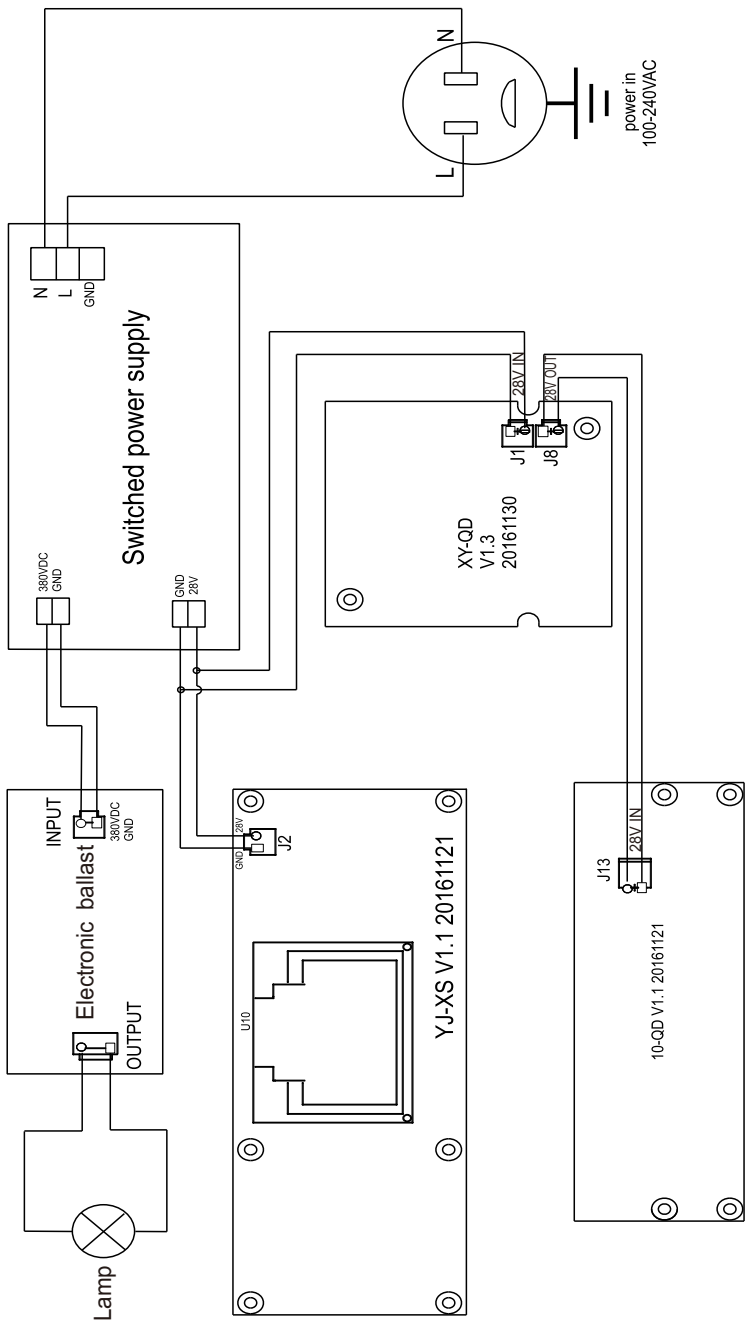 N
L
power in
100-240VAC
N
L
GND
Switched power supply
380VDC
GND
GND
28V
28V IN
28V OUT
J1
J8
XY-QD
V1.3
20161130
INPUT
380VDC
GND
Electronic ballast
OUTPUT
Lamp
GND
28V
J2
U10
YJ-XS V1.1 20161121
J13
28V IN
10-QD V1.1 20161121